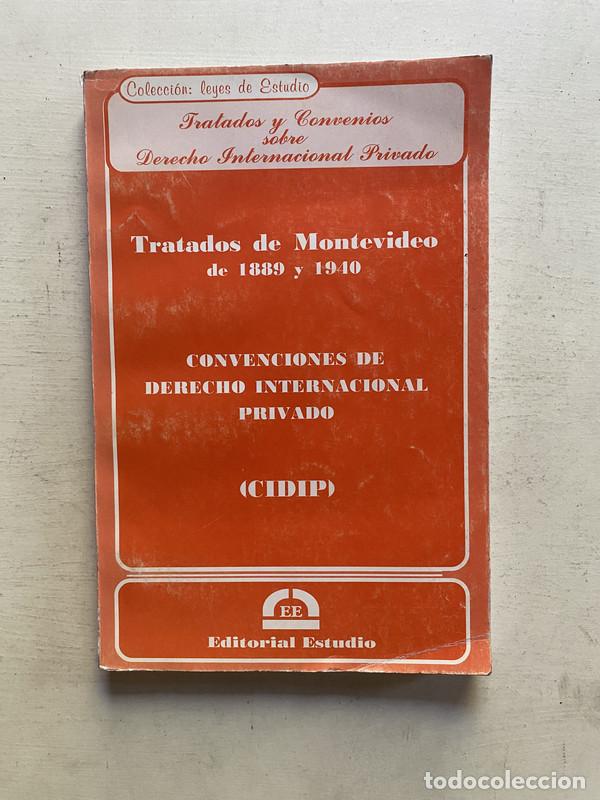 Colección: leyes de Estudio
Tratados y Convenios
sobre
Derecho Internacional Privado
Tratados de Montevideo
de 1889 y 1940
CONVENCIONES DE
DERECHO INTERNACIONAL
PRIVADO
(CIDIP)
EE
Editorial Estudio
todocoleccion